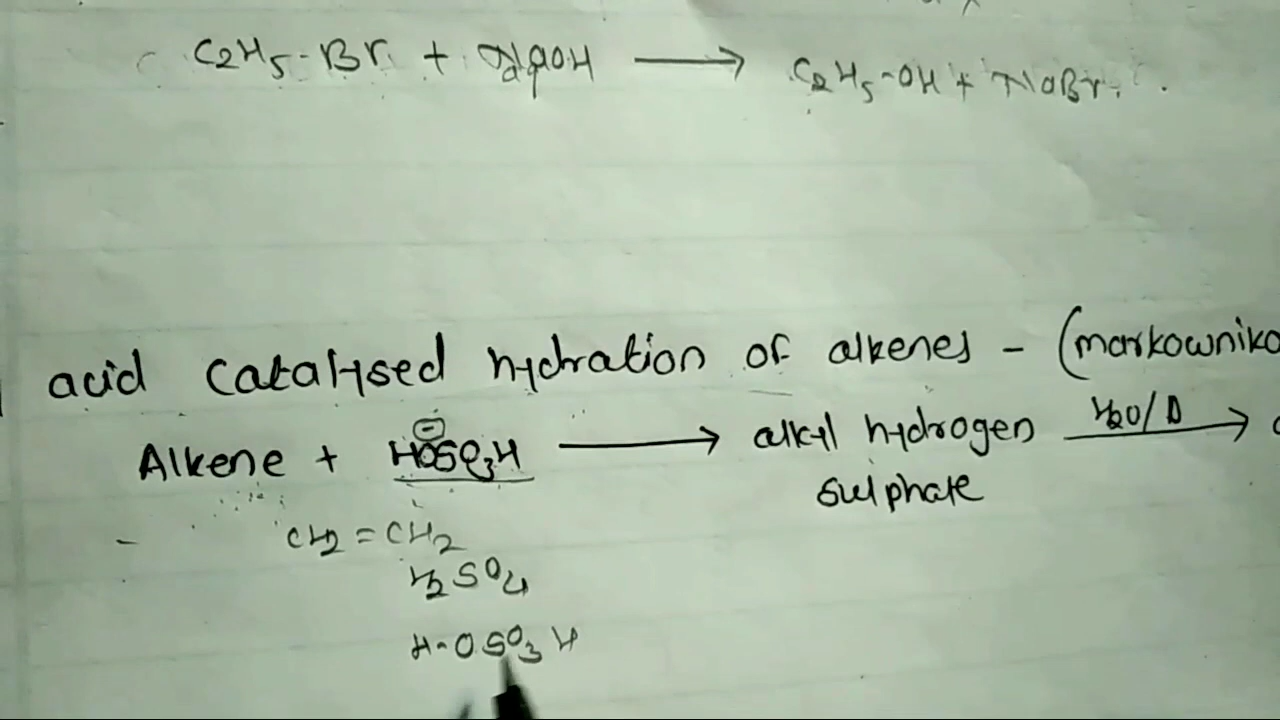 C2H5-Br + NaOH ⟶ C2H5-OH + NaBr.
acid catalysed hydration of alkenes - (markowniko
Alkene + HOSO3H ⟶ alkyl hydrogen H2O/Δ ⟶
⊖
sulphate
CH2=CH2
H2SO4
H-OSO3H